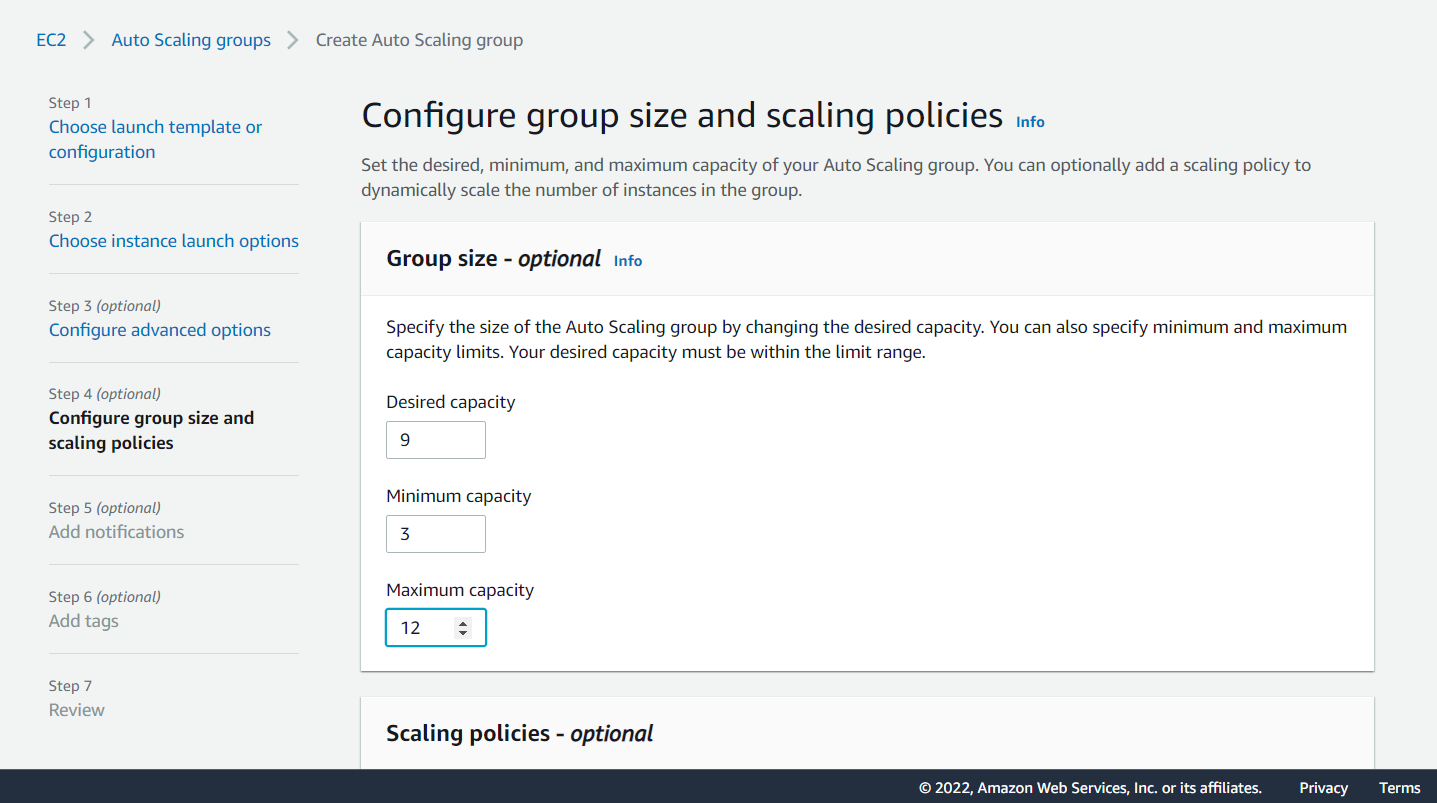 EC2 > Auto Scaling groups > Create Auto Scaling group
Step 1
Choose launch template or
configuration
Step 2
Choose instance launch options
Step 3 (optional)
Configure advanced options
Step 4 (optional)
Configure group size and
scaling policies
Step 5 (optional)
Add notifications
Step 6 (optional)
Add tags
Step 7
Review
Configure group size and scaling policies Info
Set the desired, minimum, and maximum capacity of your Auto Scaling group. You can optionally add a scaling policy to
dynamically scale the number of instances in the group.
Group size - optional Info
Specify the size of the Auto Scaling group by changing the desired capacity. You can also specify minimum and maximum
capacity limits. Your desired capacity must be within the limit range.
Desired capacity
9
Minimum capacity
3
Maximum capacity
12
Scaling policies - optional
© 2022, Amazon Web Services, Inc. or its affiliates. Privacy Terms